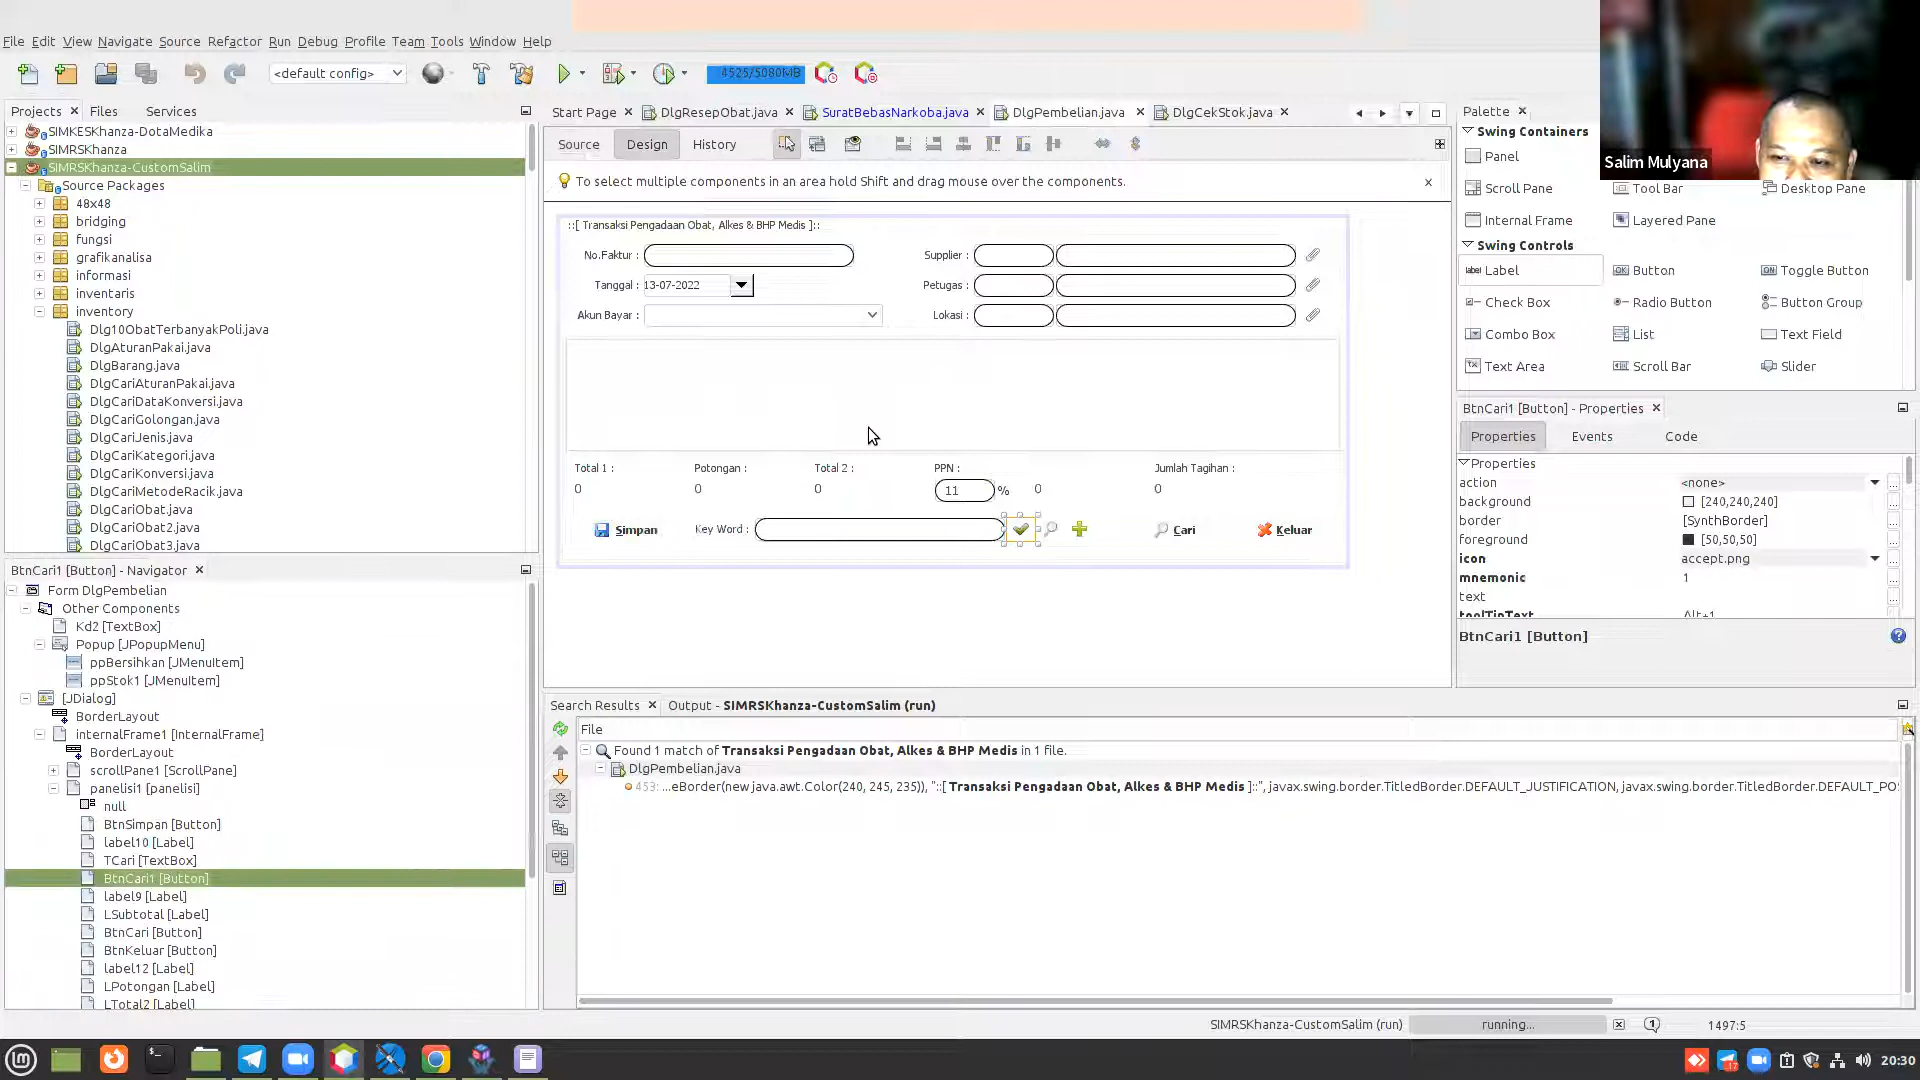 File Edit View Navigate Source Refactor Run Debug Profile Team Tools Window Help
<default config>
4525/5080MB
Projects Files Services
SIMKESKhanza-DotaMedika
SIMRSKhanza
SIMRSKhanza-CustomSalim
Source Packages
48x48
bridging
fungsi
grafikanalisa
informasi
inventaris
inventory
Dlg10ObatTerbanyakPoli.java
DlgAturanPakai.java
DlgBarang.java
DlgCariAturanPakai.java
DlgCariDataKonversi.java
DlgCariGolongan.java
DlgCariJenis.java
DlgCariKategori.java
DlgCariKonversi.java
DlgCariMetodeRacik.java
DlgCariObat.java
DlgCariObat2.java
DlgCariObat3.java
BtnCari1 [Button] - Navigator
Form DlgPembelian
Other Components
Kd2 [TextBox]
Popup [JPopupMenu]
ppBersihkan [JMenuItem]
ppStok1 [JMenuItem]
[JDialog]
BorderLayout
internalFrame1 [InternalFrame]
BorderLayout
scrollPane1 [ScrollPane]
panelisi1 [panelisi]
null
BtnSimpan [Button]
label10 [Label]
TCari [TextBox]
BtnCari1 [Button]
label9 [Label]
LSubtotal [Label]
BtnCari [Button]
BtnKeluar [Button]
label12 [Label]
LPotongan [Label]
LTotal2 [Label]
Start Page DlgResepObat.java SuratBebasNarkoba.java DlgPembelian.java DlgCekStok.java
Source Design History
To select multiple components in an area hold Shift and drag mouse over the components.
::[ Transaksi Pengadaan Obat, Alkes & BHP Medis ]::
No.Faktur : Supplier :
Tanggal : 13-07-2022 Petugas :
Akun Bayar : Lokasi :
Total 1 : Potongan : Total 2 : PPN : Jumlah Tagihan :
0 0 0 11 % 0 0
Simpan Key Word : Cari Keluar
Search Results Output - SIMRSKhanza-CustomSalim (run)
File
Found 1 match of Transaksi Pengadaan Obat, Alkes & BHP Medis in 1 file.
DlgPembelian.java
453: ...eBorder(new java.awt.Color(240, 245, 235)), "::[ Transaksi Pengadaan Obat, Alkes & BHP Medis ]::", javax.swing.border.TitledBorder.DEFAULT_JUSTIFICATION, javax.swing.border.TitledBorder.DEFAULT_POS
Palette
Swing Containers
Panel
Scroll Pane Tool Bar Desktop Pane
Internal Frame Layered Pane
Swing Controls
Label Button Toggle Button
Check Box Radio Button Button Group
Combo Box List Text Field
Text Area Scroll Bar Slider
Salim Mulyana
BtnCari1 [Button] - Properties
Properties Events Code
Properties
action <none>
background [240,240,240]
border [SynthBorder]
foreground [50,50,50]
icon accept.png
mnemonic 1
text
toolTipText Alt+1
BtnCari1 [Button]
SIMRSKhanza-CustomSalim (run) running... 1497:5
20:30